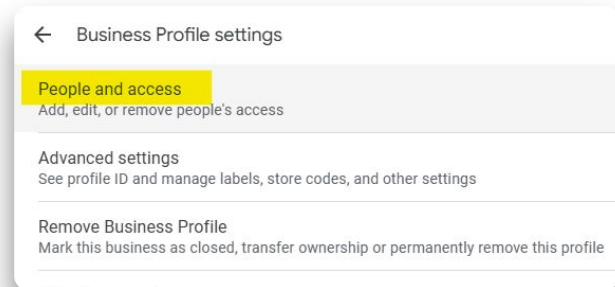 Business Profile settings
People and access
Add, edit, or remove people's access
Advanced settings
See profile ID and manage labels, store codes, and other settings
Remove Business Profile
Mark this business as closed, transfer ownership or permanently remove this profile